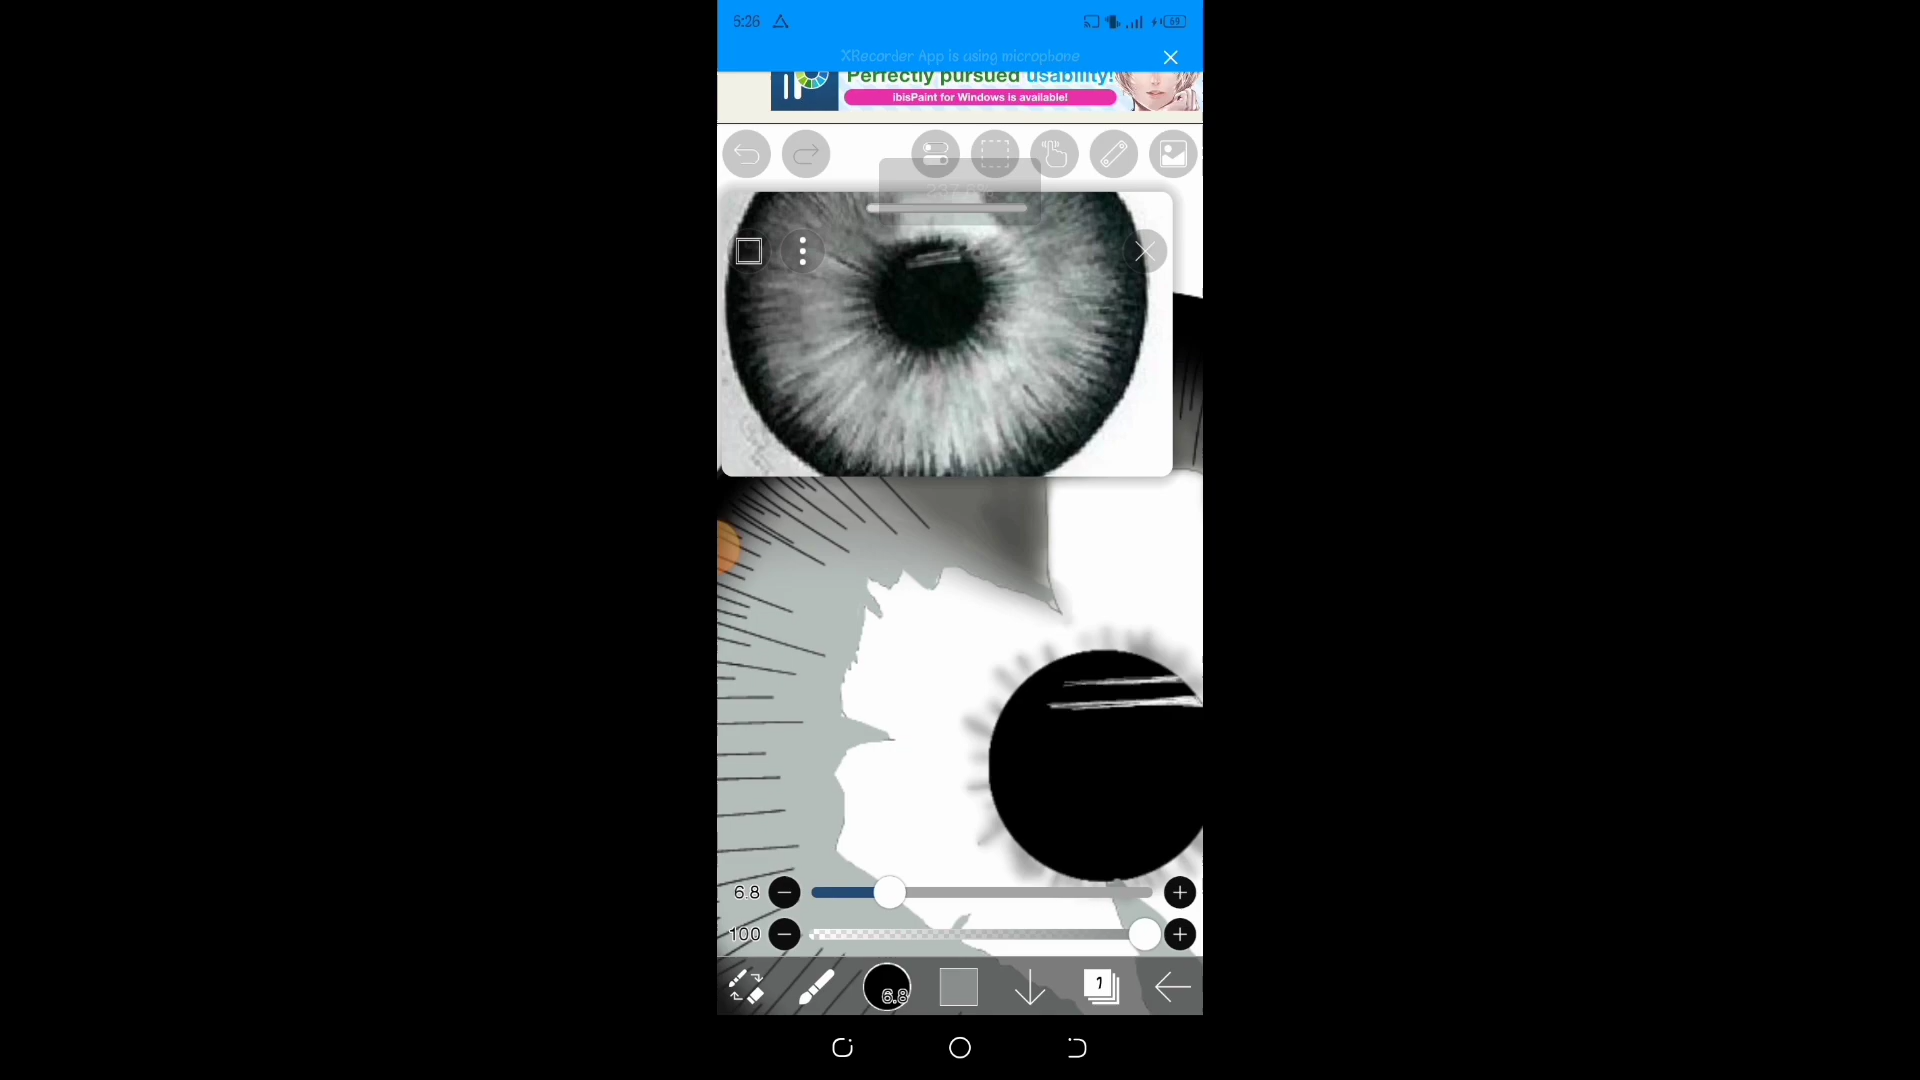 5:26
69
XRecorder App is using microphone
Perfectly pursued usability!
ibisPaint for Windows is available!
6.8
100
6.8
1